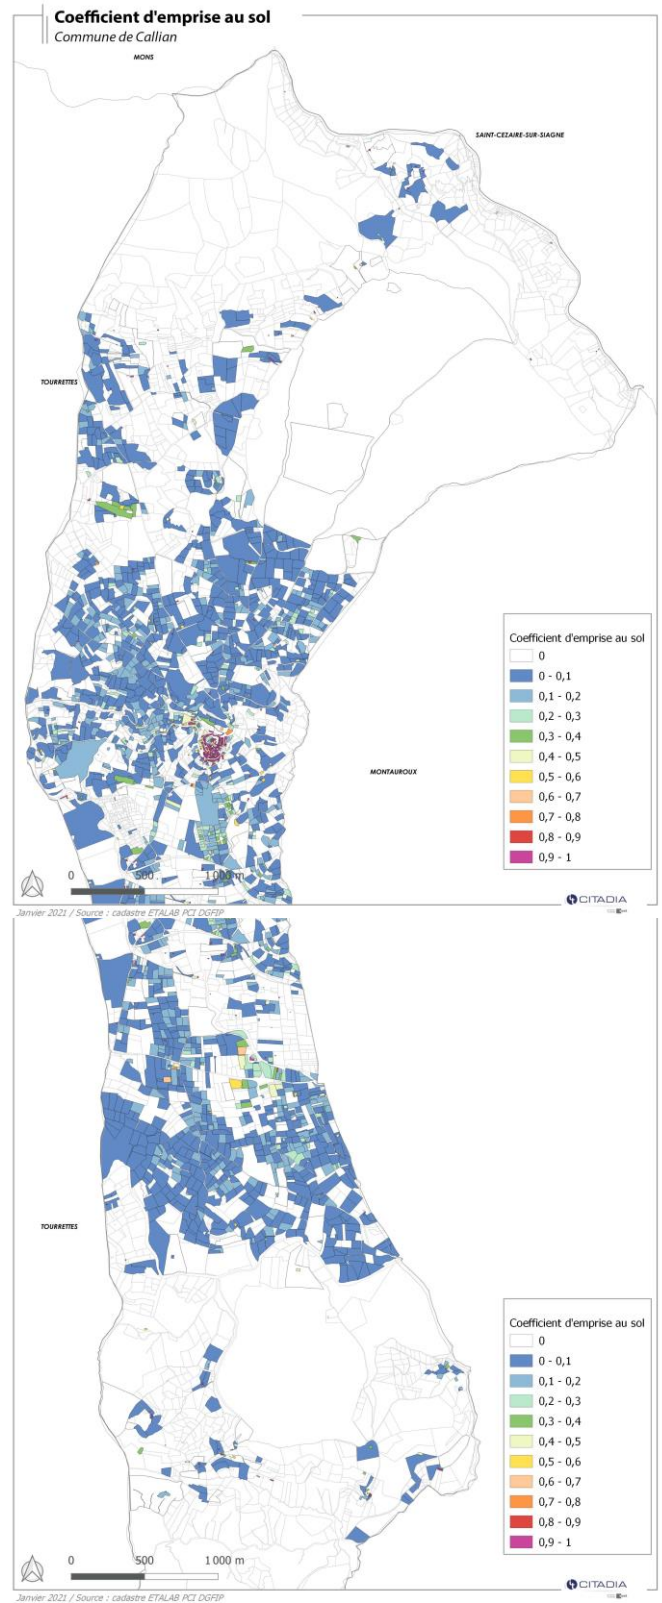 Coefficient d'emprise au sol
Commune de Callian
MONS
SAINT-CEZAIRE-SUR-SIAGNE
TOURRETTES
MONTAUROUX
Coefficient d'emprise au sol
0
0 - 0,1
0,1 - 0,2
0,2 - 0,3
0,3 - 0,4
0,4 - 0,5
0,5 - 0,6
0,6 - 0,7
0,7 - 0,8
0,8 - 0,9
0,9 - 1
0 500 1 000 m
CITADIA
Janvier 2021 / Source : cadastre ETALAB PCI DGFIP
TOURRETTES
Coefficient d'emprise au sol
0
0 - 0,1
0,1 - 0,2
0,2 - 0,3
0,3 - 0,4
0,4 - 0,5
0,5 - 0,6
0,6 - 0,7
0,7 - 0,8
0,8 - 0,9
0,9 - 1
0 500 1 000 m
CITADIA
Janvier 2021 / Source : cadastre ETALAB PCI DGFIP